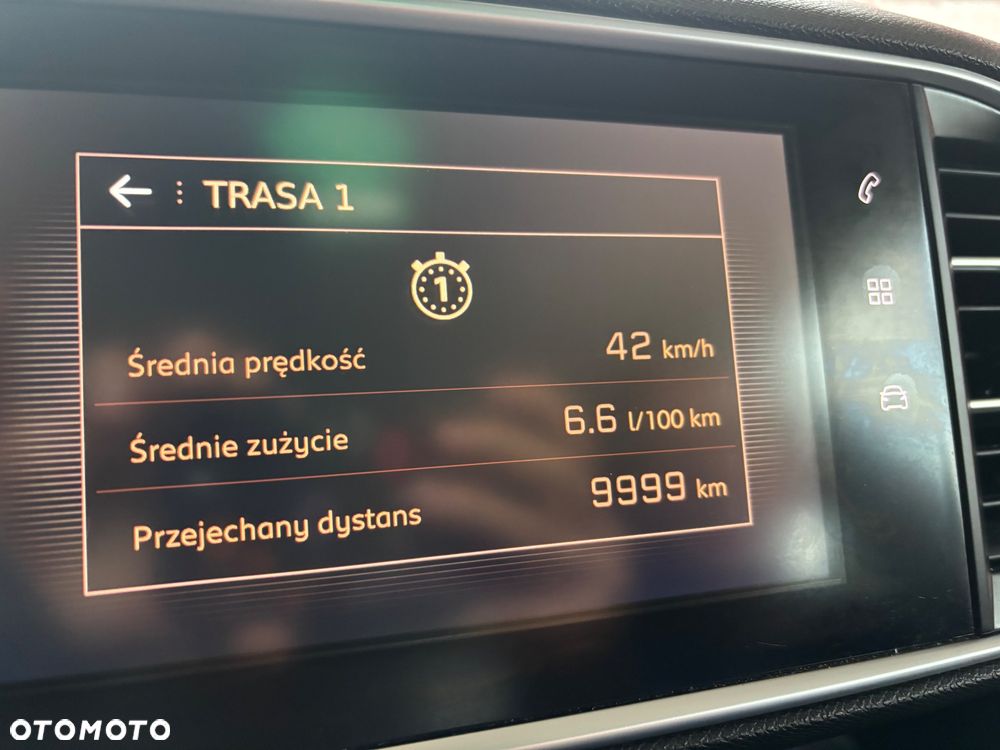 TRASA 1
1
Średnia prędkość 42 km/h
Średnie zużycie 6.6 l/100 km
Przejechany dystans 9999 km
OTOMOTO